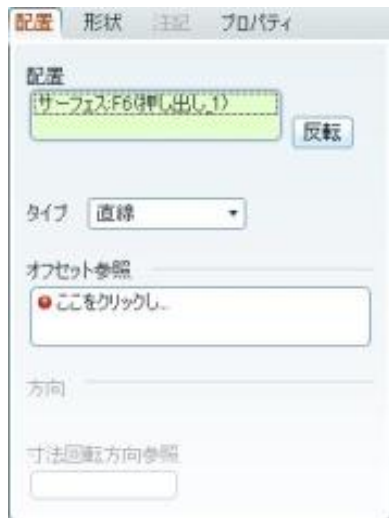 配置 形状 注記 プロパティ
配置
サーフェス:F6(押し出し_1)
反転
タイプ 直線
オフセット参照
ここをクリックし...
方向
寸法回転方向参照